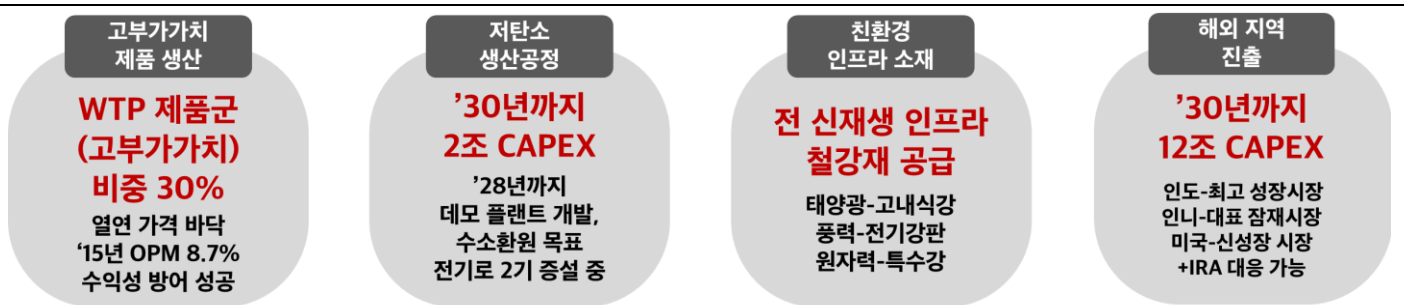 고부가가치
제품 생산
WTP 제품군
(고부가가치)
비중 30%
열연 가격 바닥
‘15년 OPM 8.7%
수익성 방어 성공
저탄소
생산공정
’30년까지
2조 CAPEX
’28년까지
데모 플랜트 개발,
수소환원 목표
전기로 2기 증설 중
친환경
인프라 소재
전 신재생 인프라
철강재 공급
태양광-고내식강
풍력-전기강판
원자력-특수강
해외 지역
진출
’30년까지
12조 CAPEX
인도-최고 성장시장
인니-대표 잠재시장
미국-신성장 시장
+IRA 대응 가능